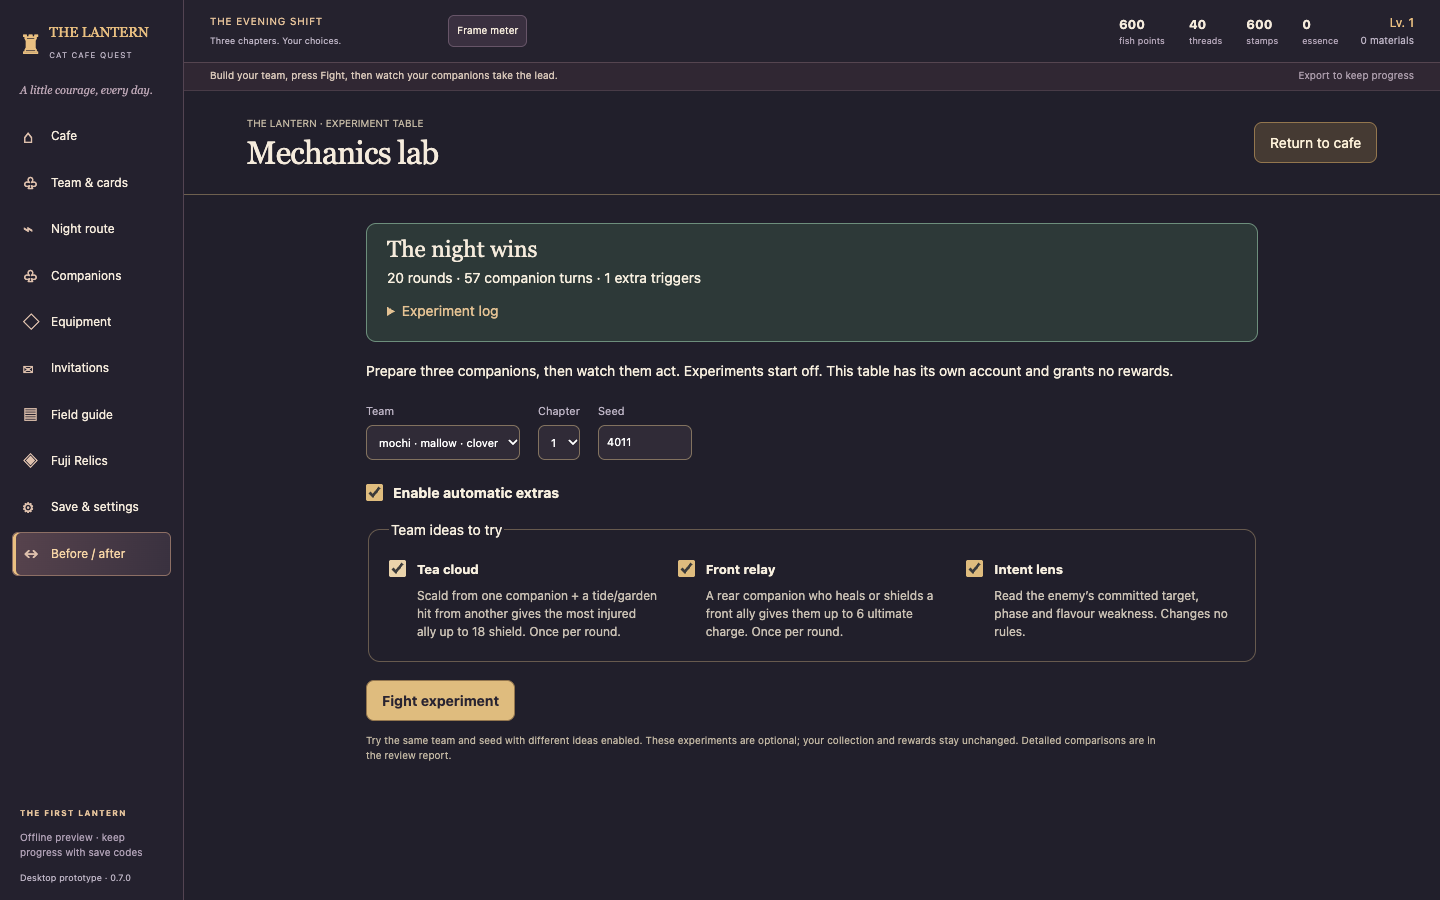 THE LANTERN
CAT CAFE QUEST
A little courage, every day.
Cafe
Team & cards
Night route
Companions
Equipment
Invitations
Field guide
Fuji Relics
Save & settings
Before / after
THE FIRST LANTERN
Offline preview · keep
progress with save codes
Desktop prototype · 0.7.0
THE EVENING SHIFT
Three chapters. Your choices.
Frame meter
600
fish points
40
threads
600
stamps
0
essence
Lv. 1
0 materials
Build your team, press Fight, then watch your companions take the lead.
Export to keep progress
THE LANTERN · EXPERIMENT TABLE
Mechanics lab
Return to cafe
The night wins
20 rounds · 57 companion turns · 1 extra triggers
Experiment log
Prepare three companions, then watch them act. Experiments start off. This table has its own account and grants no rewards.
Team
Chapter
Seed
mochi · mallow · clover
1
4011
Enable automatic extras
Team ideas to try
Tea cloud
Scald from one companion + a tide/garden
hit from another gives the most injured
ally up to 18 shield. Once per round.
Front relay
A rear companion who heals or shields a
front ally gives them up to 6 ultimate
charge. Once per round.
Intent lens
Read the enemy's committed target,
phase and flavour weakness. Changes no
rules.
Fight experiment
Try the same team and seed with different ideas enabled. These experiments are optional; your collection and rewards stay unchanged. Detailed comparisons are in
the review report.